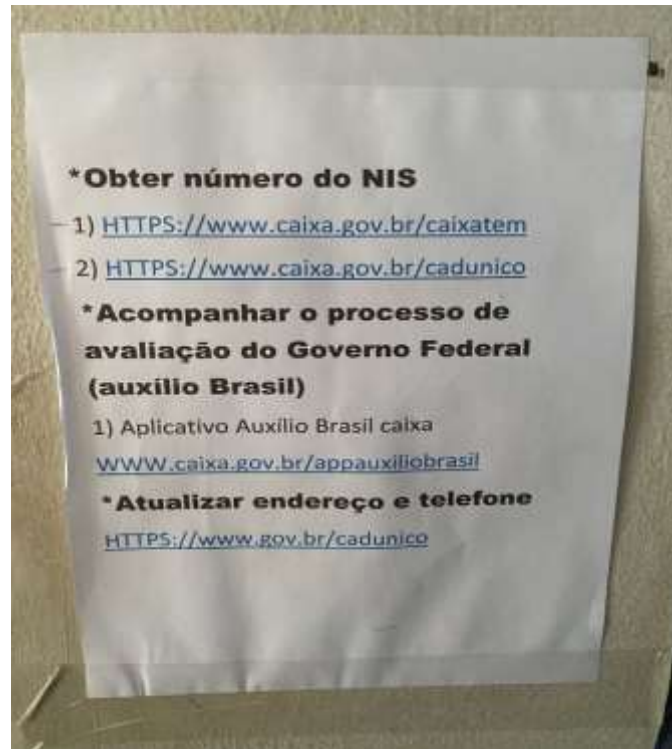 *Obter número do NIS
1) HTTPS://www.caixa.gov.br/caixatem
2) HTTPS://www.caixa.gov.br/cadunico
*Acompanhar o processo de
avaliação do Governo Federal
(auxílio Brasil)
1) Aplicativo Auxílio Brasil caixa
WWW.caixa.gov.br/appauxiliobrasil
*Atualizar endereço e telefone
HTTPS://www.gov.br/cadunico